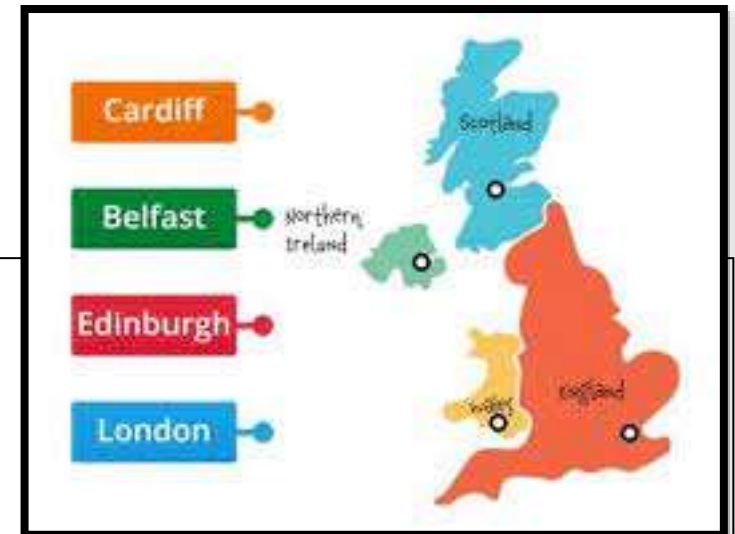 Cardiff
Belfast
Edinburgh
London
Scotland
Northern
Ireland
Wales
England